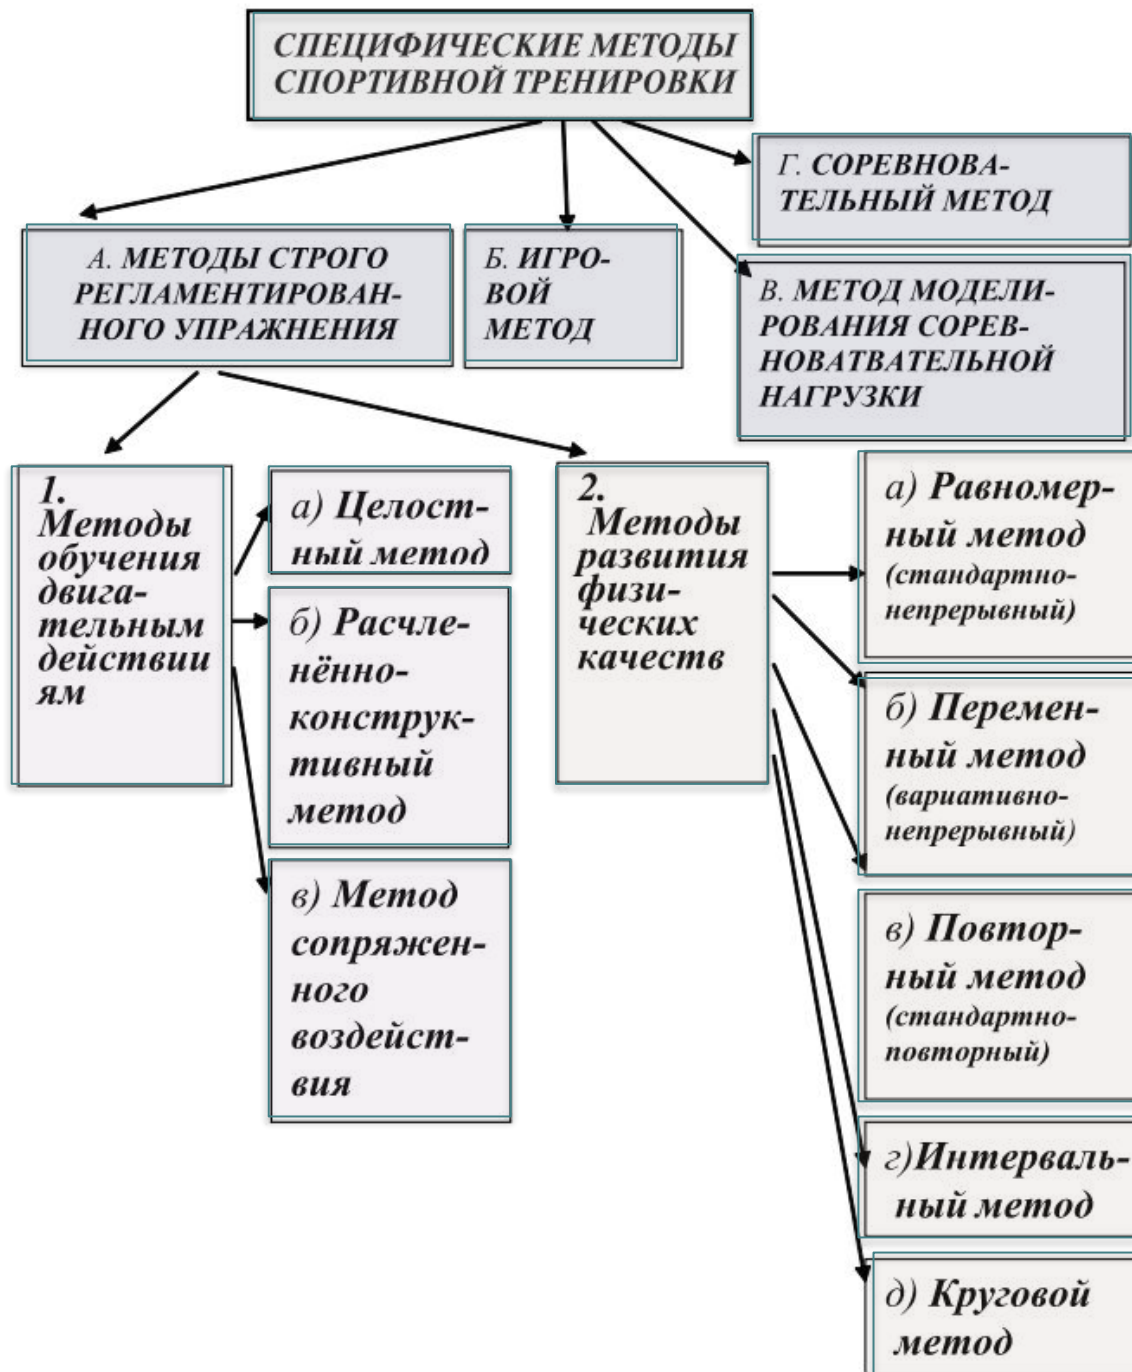 СПЕЦИФИЧЕСКИЕ МЕТОДЫ
СПОРТИВНОЙ ТРЕНИРОВКИ
Г. СОРЕВНОВА-
ТЕЛЬНЫЙ МЕТОД
А. МЕТОДЫ СТРОГО
РЕГЛАМЕНТИРОВАН-
НОГО УПРАЖНЕНИЯ
Б. ИГРО-
ВОЙ
МЕТОД
В. МЕТОД МОДЕЛИ-
РОВАНИЯ СОРЕВ-
НОВАТВАТЕЛЬНОЙ
НАГРУЗКИ
1.
Методы
обучения
двига-
тельным
действии
ям
а) Целост-
ный метод
б) Расчле-
нённо-
конструк-
тивный
метод
в) Метод
сопряжен-
ного
воздейст-
вия
2.
Методы
развития
физи-
ческих
качеств
а) Равномер-
ный метод
(стандартно-
непрерывный)
б) Перемен-
ный метод
(вариативно-
непрерывный)
в) Повтор-
ный метод
(стандартно-
повторный)
г)Интерваль-
ный метод
д) Круговой
метод